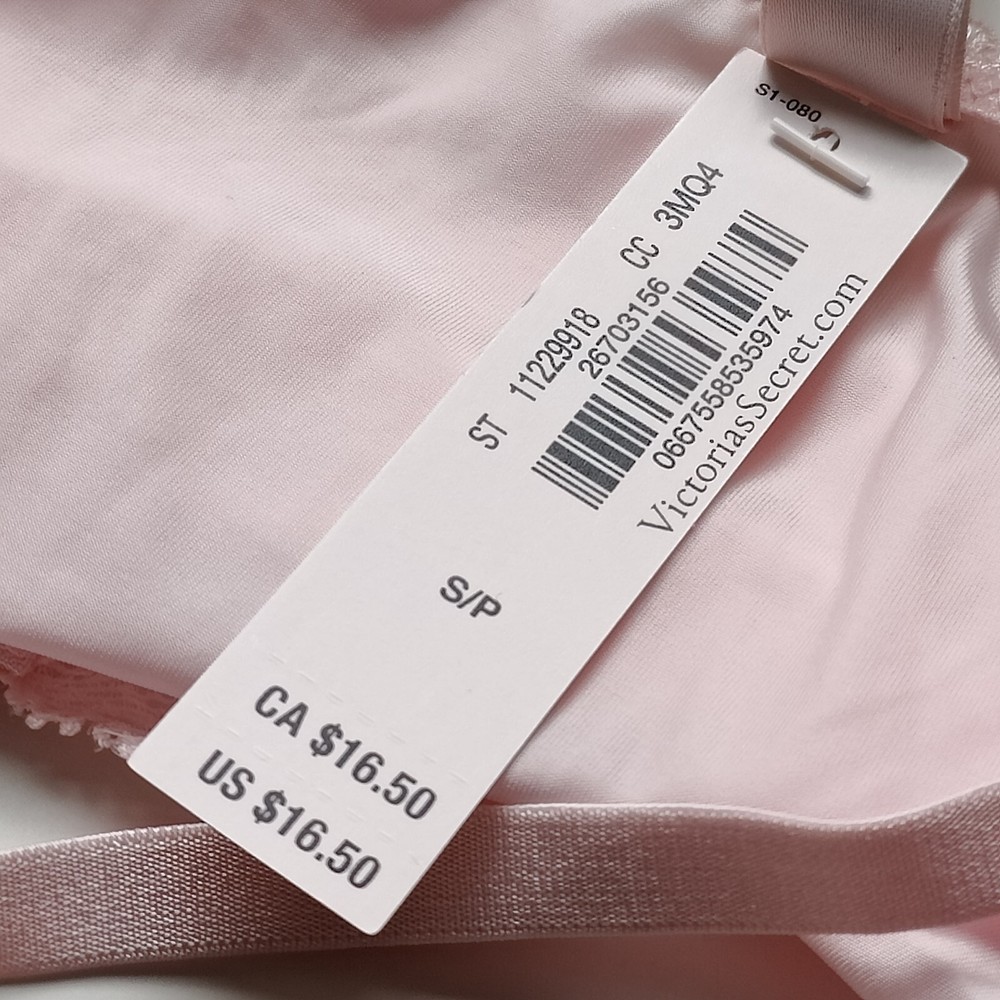 S1-080
ST 11229918 CC 3MQ4
26703156
0667558535974
VictoriasSecret.com
S/P
CA $16.50
US $16.50